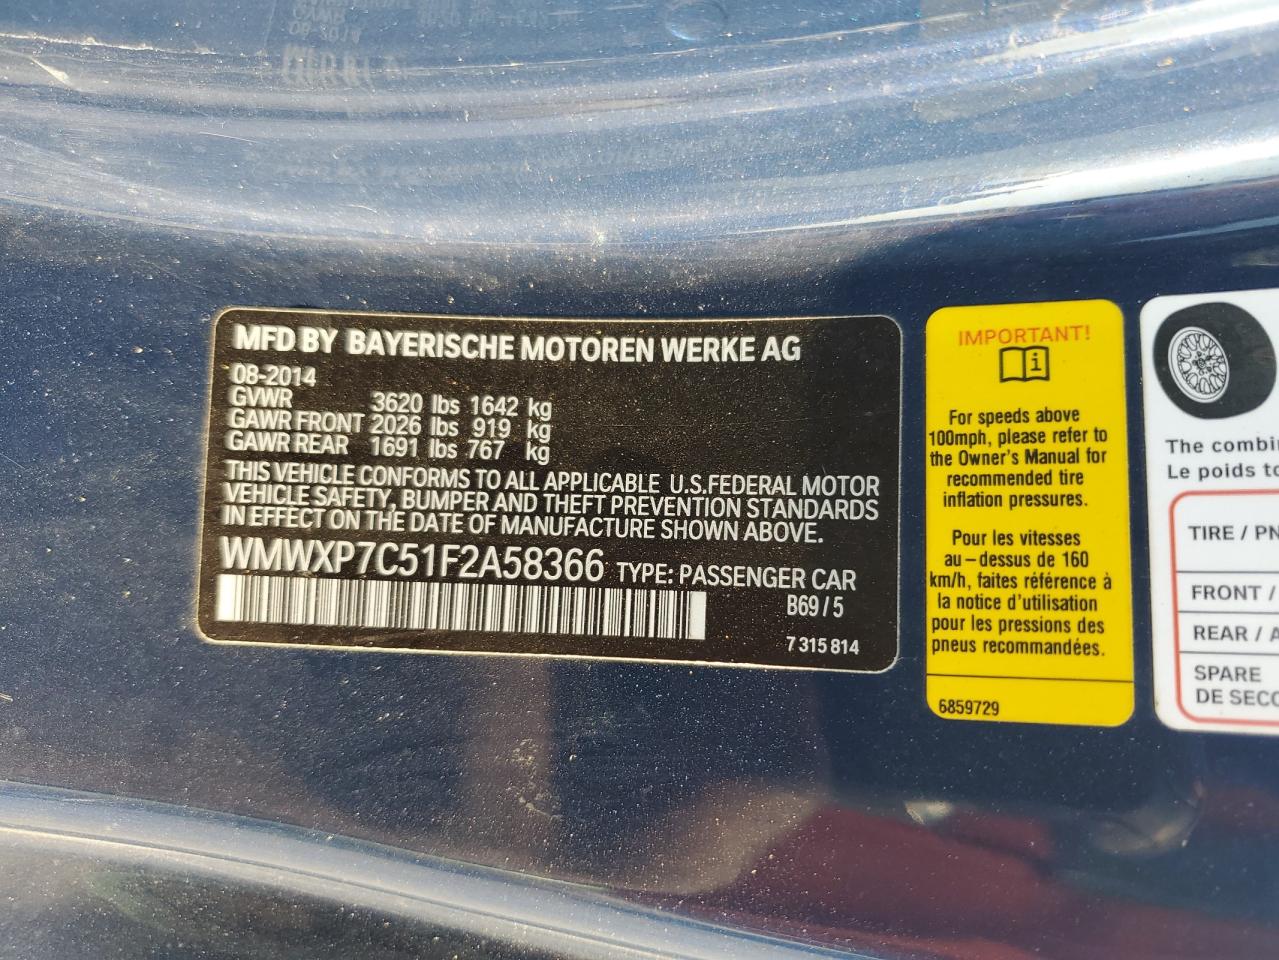 MFD BY BAYERISCHE MOTOREN WERKE AG
08-2014
GVWR 3620 lbs 1642 kg
GAWR FRONT 2026 lbs 919 kg
GAWR REAR 1691 lbs 767 kg
THIS VEHICLE CONFORMS TO ALL APPLICABLE U.S.FEDERAL MOTOR
VEHICLE SAFETY, BUMPER AND THEFT PREVENTION STANDARDS
IN EFFECT ON THE DATE OF MANUFACTURE SHOWN ABOVE.
WMWXP7C51F2A58366 TYPE: PASSENGER CAR
B69/5
7 315 814
IMPORTANT!
i
For speeds above
100mph, please refer to
the Owner's Manual for
recommended tire
inflation pressures.
Pour les vitesses
au-dessus de 160
km/h, faites référence à
la notice d'utilisation
pour les pressions des
pneus recommandées.
6859729
The combi
Le poids
TIRE / PN
FRONT /
REAR / A
SPARE
DE SECO